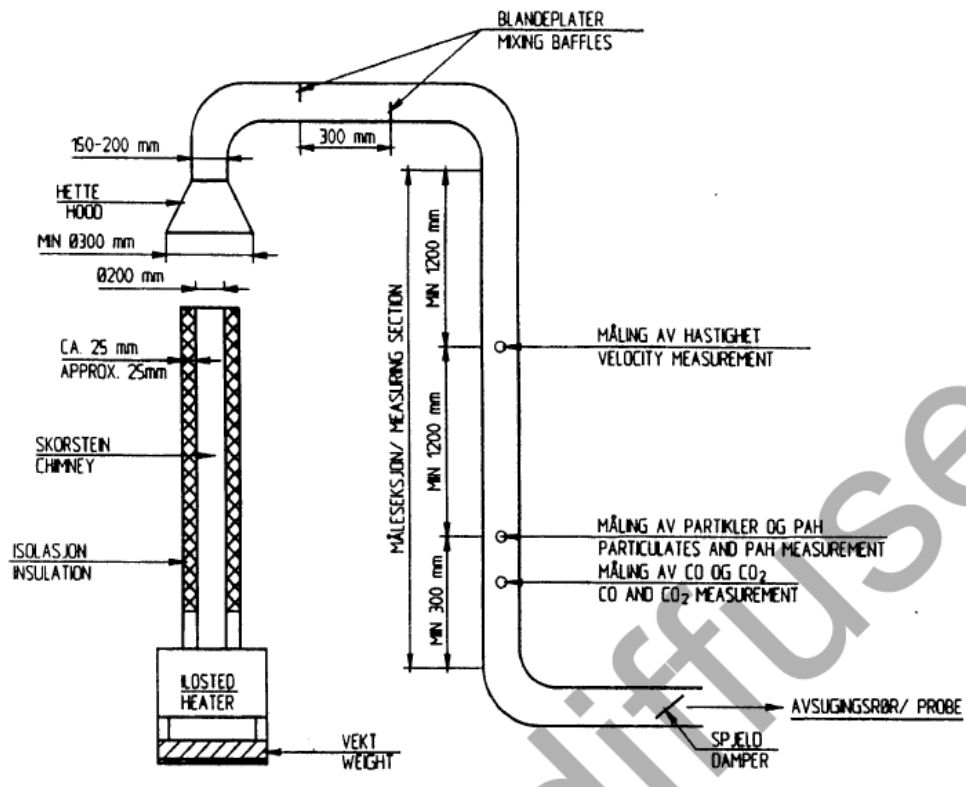 BLANDEPLATER
MIXING BAFFLES
300 mm
150-200 mm
HETTE
HOOD
MIN Ø300 mm
Ø200 mm
CA. 25 mm
APPROX. 25mm
SKORSTEIN
CHIMNEY
ISOLASJON
INSULATION
ILOSTED
HEATER
VEKT
WEIGHT
MÅLESEKSJON/ MEASURING SECTION
MIN 1200 mm
MIN 1200 mm
MIN 300 mm
MÅLING AV HASTIGHET
VELOCITY MEASUREMENT
MÅLING AV PARTIKLER OG PAH
PARTICULATES AND PAH MEASUREMENT
MÅLING AV CO OG CO₂
CO AND CO₂ MEASUREMENT
AVSUGINGSRØR/ PROBE
SPJELD
DAMPER
diffuse